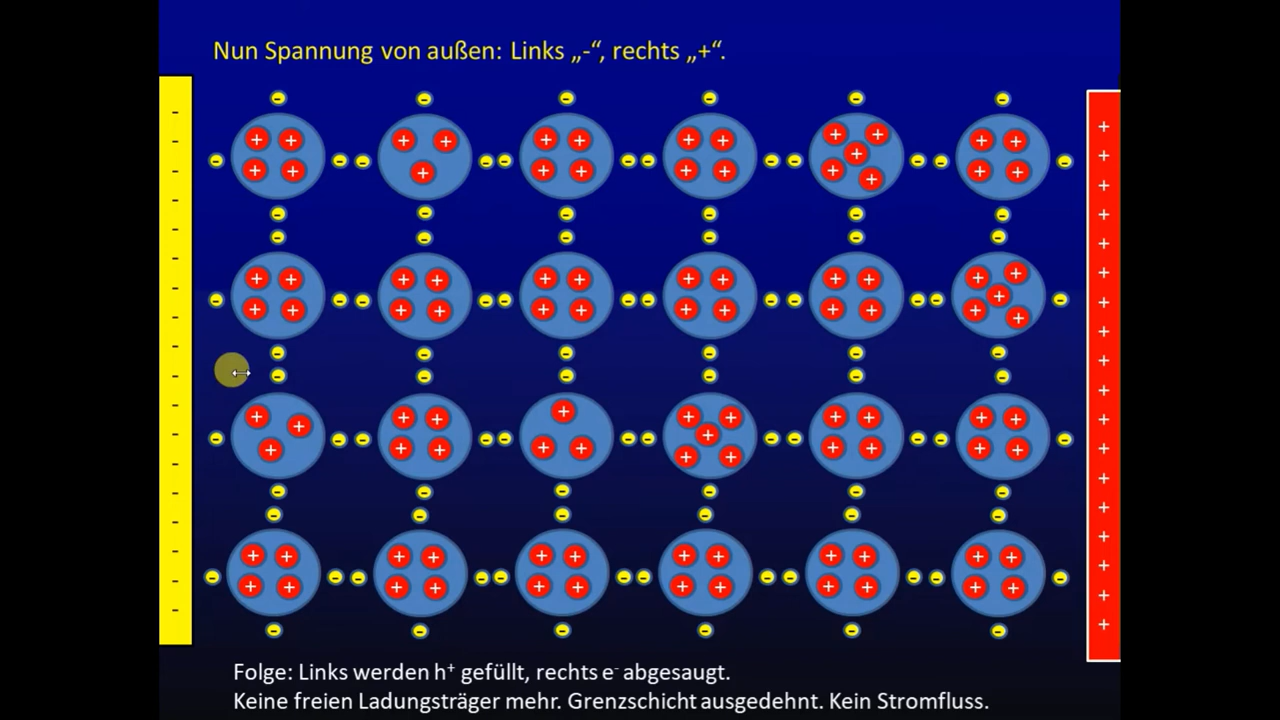 Nun Spannung von außen: Links „-“, rechts „+“.
Folge: Links werden h⁺ gefüllt, rechts e⁻ abgesaugt.
Keine freien Ladungsträger mehr. Grenzschicht ausgedehnt. Kein Stromfluss.